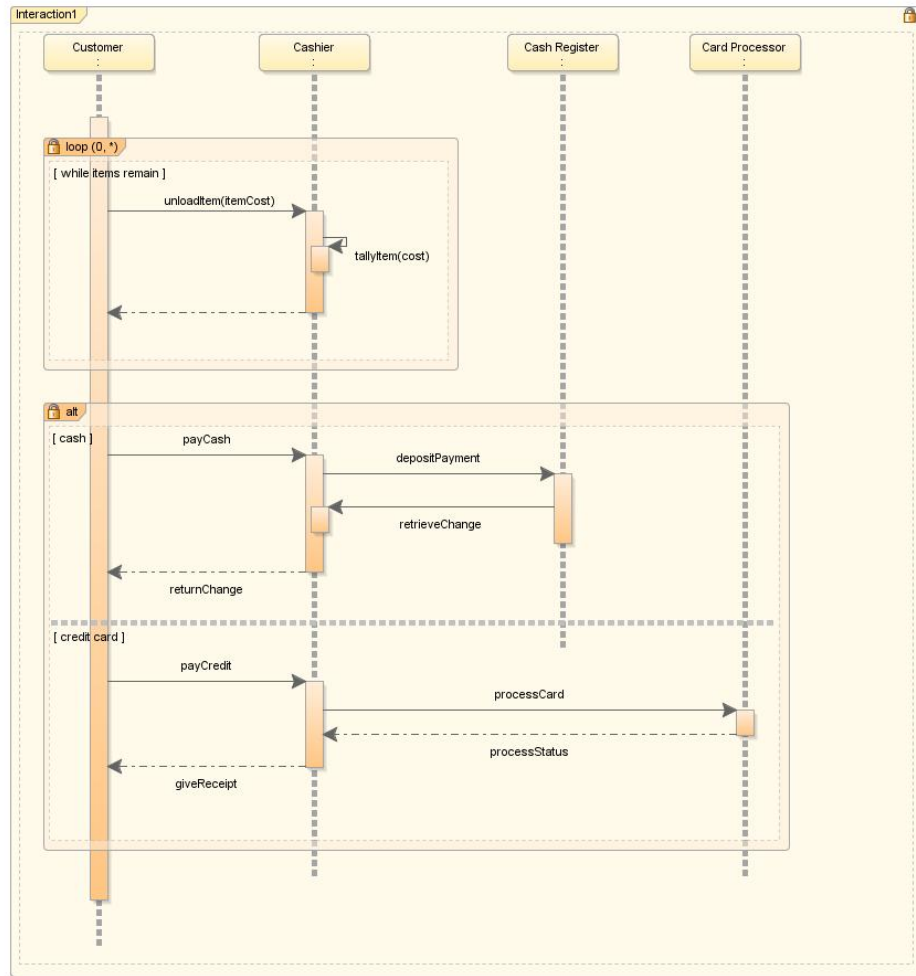 Interaction1
Customer
:
Cashier
:
Cash Register
:
Card Processor
:
loop (0, *)
[ while items remain ]
unloadItem(itemCost)
tallyItem(cost)
alt
[ cash ]
payCash
depositPayment
retrieveChange
returnChange
[ credit card ]
payCredit
processCard
processStatus
giveReceipt